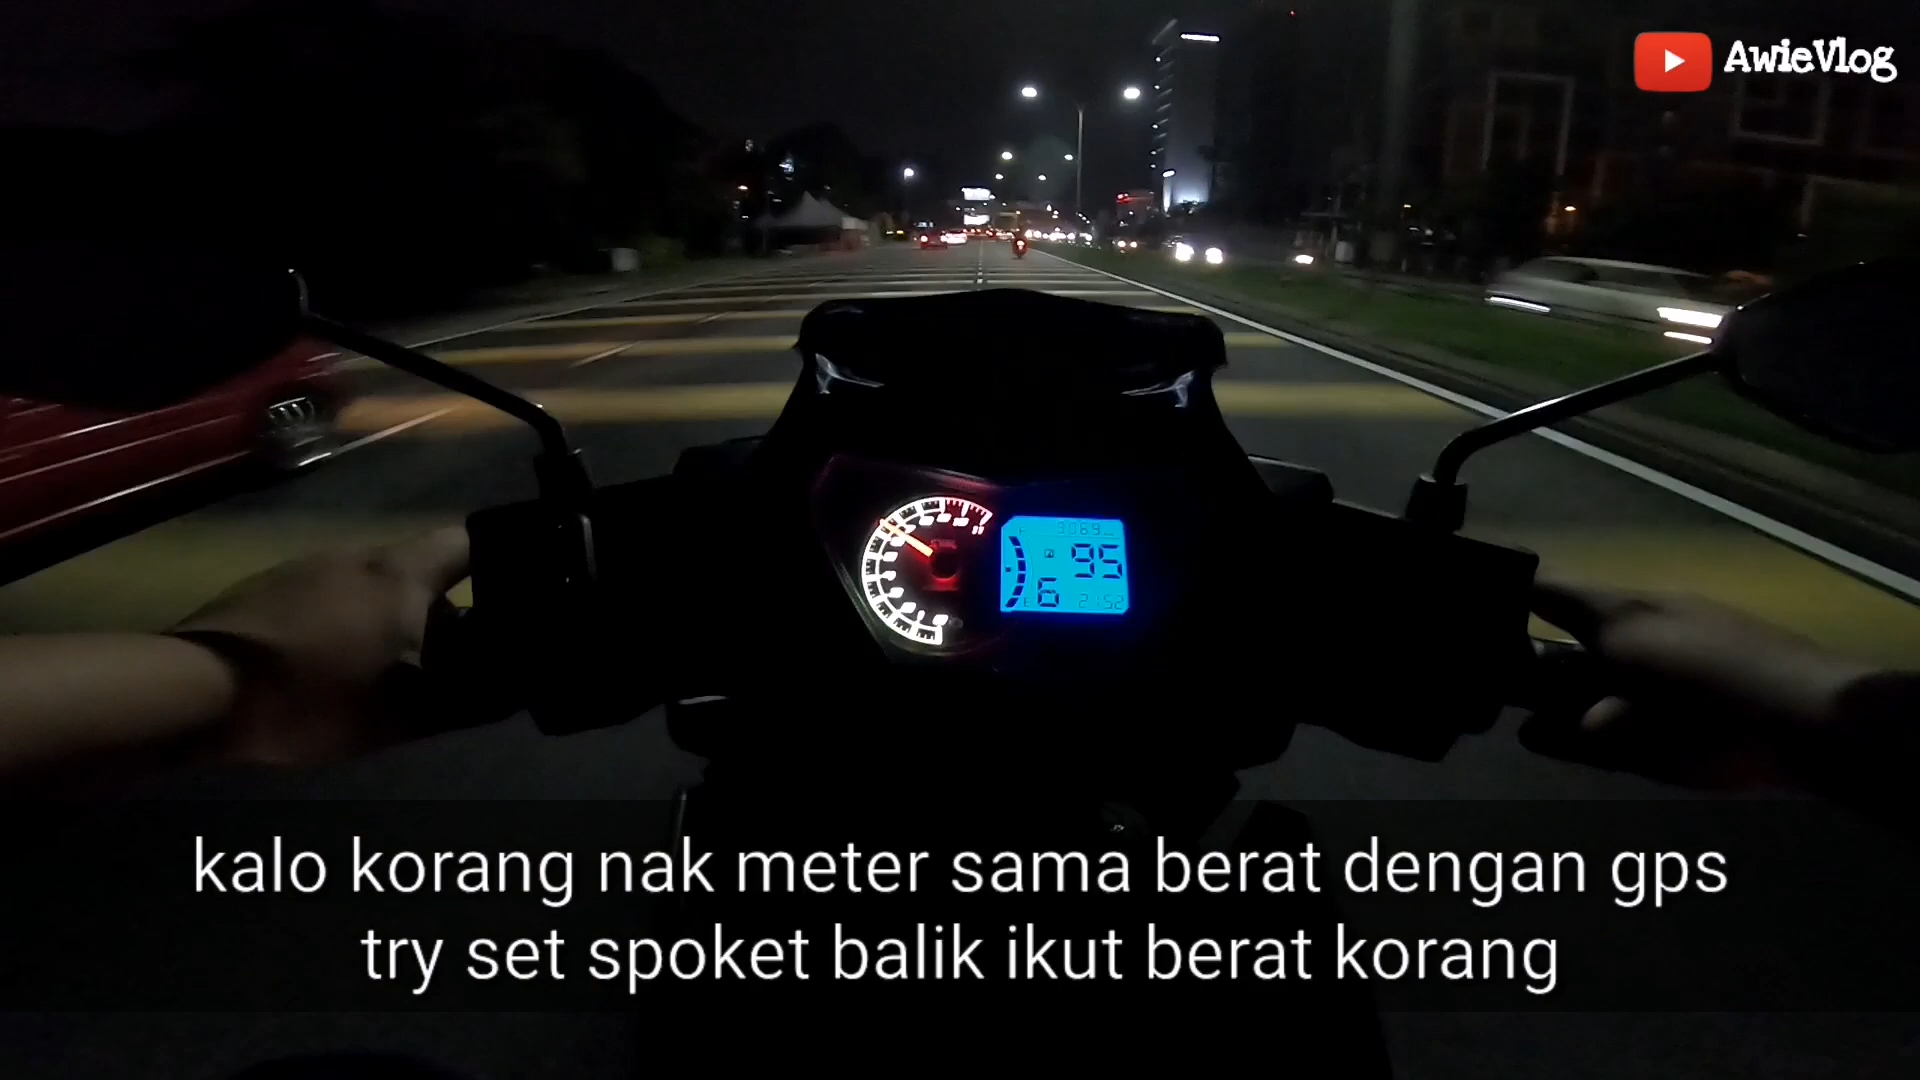 AwieVlog
95
6
2152
kalo korang nak meter sama berat dengan gps
try set spoket balik ikut berat korang